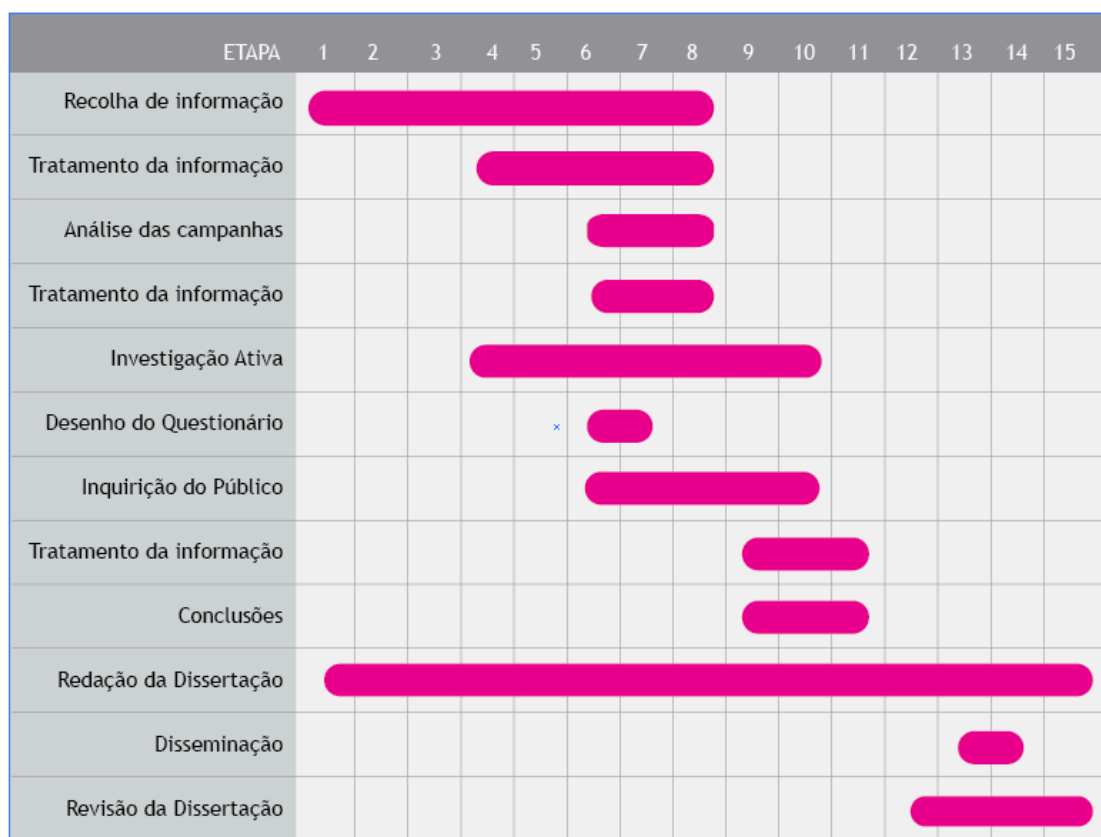 ETAPA 1 2 3 4 5 6 7 8 9 10 11 12 13 14 15
Recolha de informação
Tratamento da informação
Análise das campanhas
Tratamento da informação
Investigação Ativa
Desenho do Questionário
Inquirição do Público
Tratamento da informação
Conclusões
Redação da Dissertação
Disseminação
Revisão da Dissertação